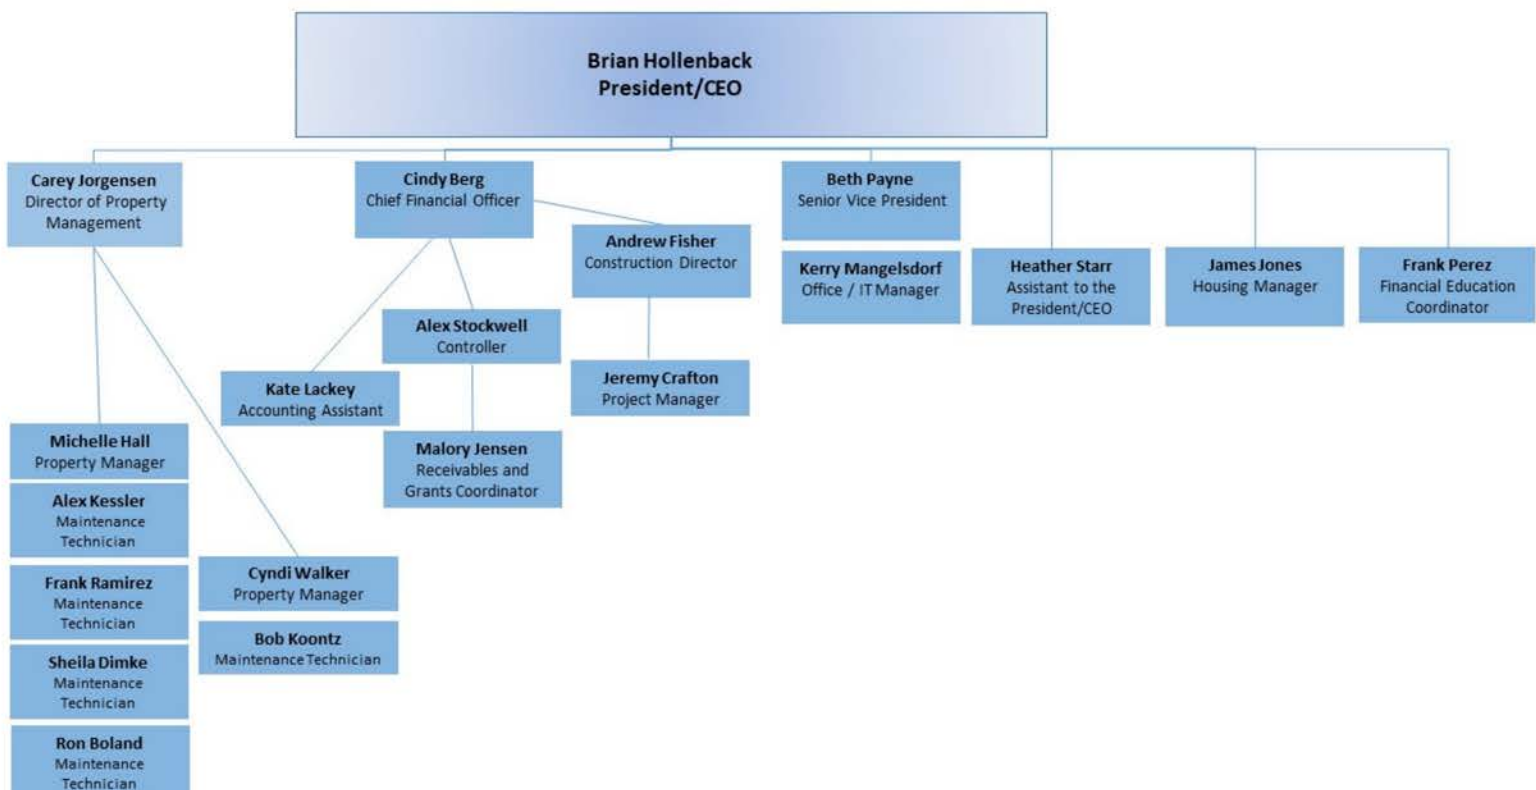 Brian Hollenback
President/CEO
Carey Jorgensen
Director of Property
Management
Cindy Berg
Chief Financial Officer
Andrew Fisher
Construction Director
Beth Payne
Senior Vice President
Kerry Mangelsdorf
Office / IT Manager
Heather Starr
Assistant to the
President/CEO
James Jones
Housing Manager
Frank Perez
Financial Education
Coordinator
Alex Stockwell
Controller
Kate Lackey
Accounting Assistant
Jeremy Crafton
Project Manager
Malory Jensen
Receivables and
Grants Coordinator
Michelle Hall
Property Manager
Alex Kessler
Maintenance
Technician
Frank Ramirez
Maintenance
Technician
Sheila Dimke
Maintenance
Technician
Ron Boland
Maintenance
Technician
Cyndi Walker
Property Manager
Bob Koontz
Maintenance Technician